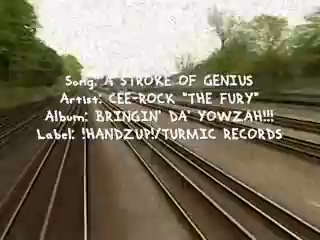 Song: A STROKE OF GENIUS
Artist: CEE-ROCK "THE FURY"
Album: BRINGIN' DA' YOWZAH!!!
Label: !HANDZUP!/TURMIC RECORDS